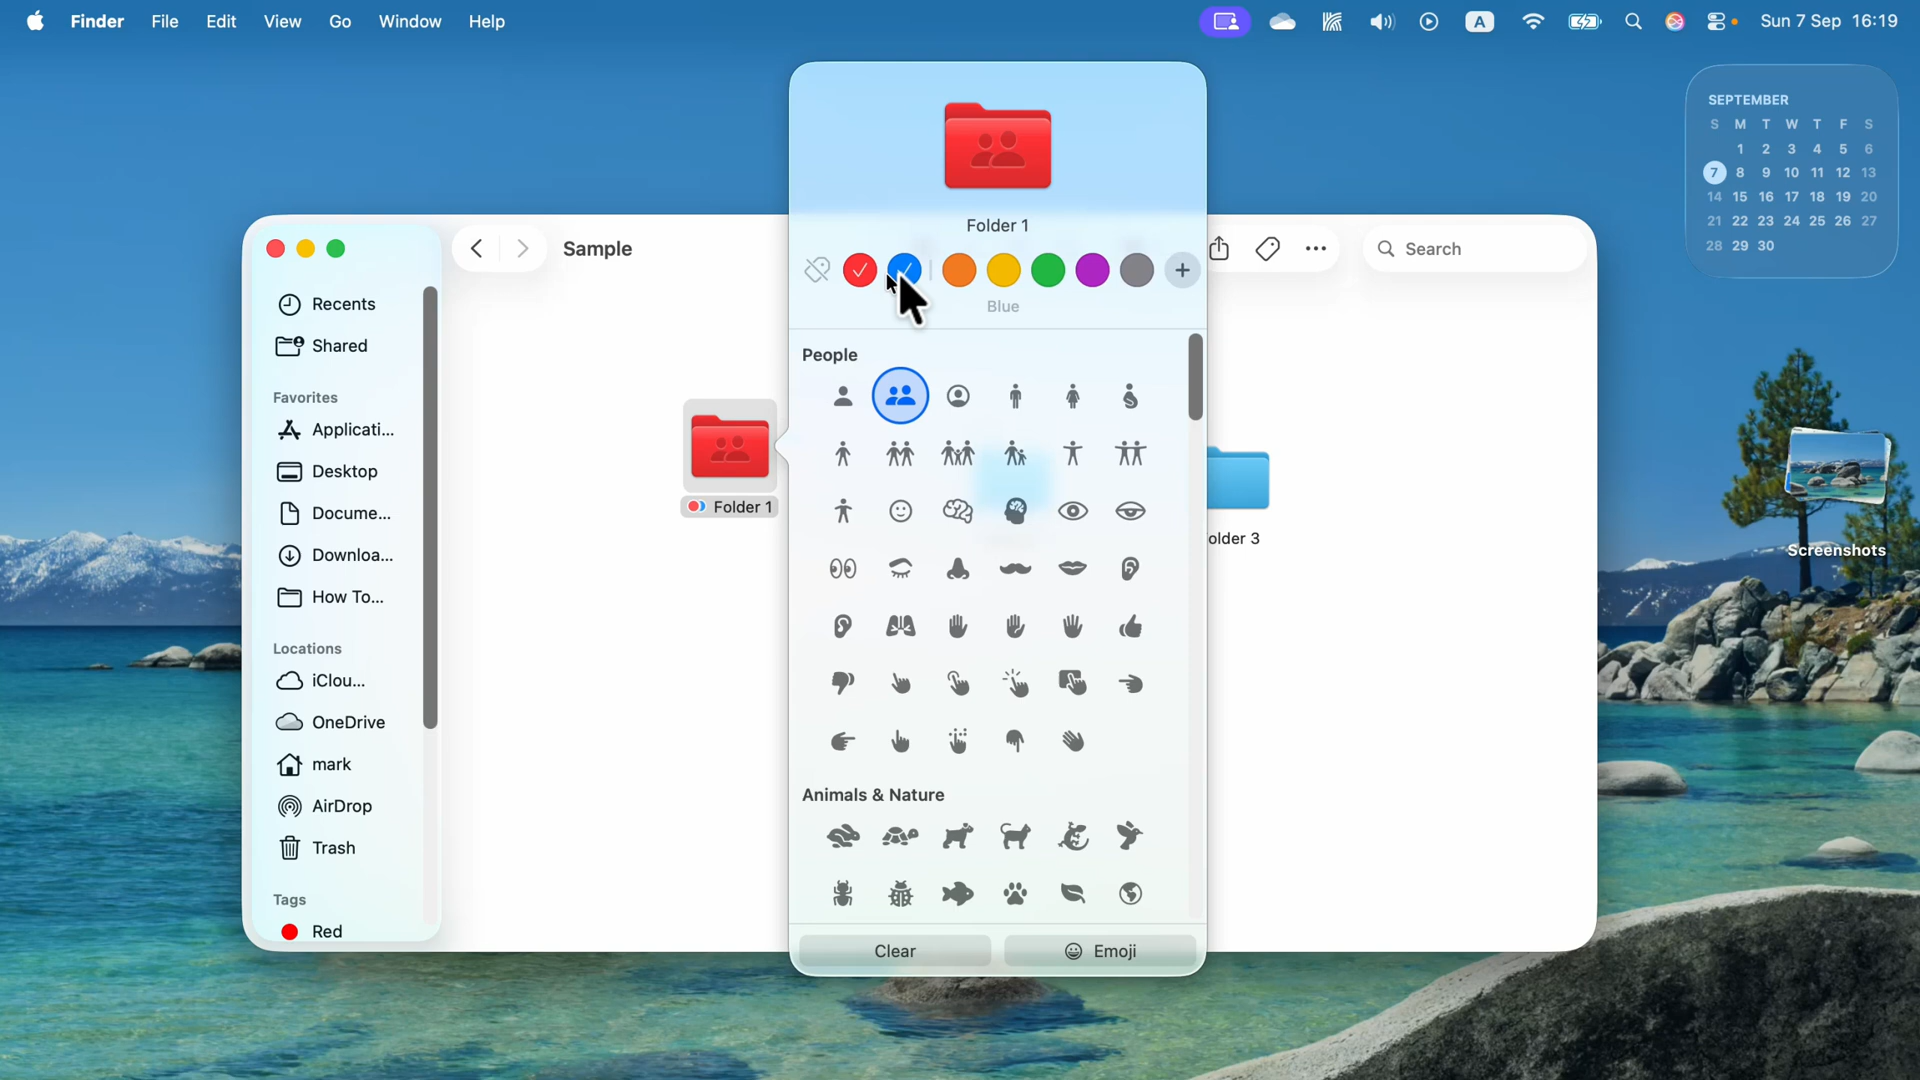 Finder File Edit View Go Window Help
A Sun 7 Sep 16:19
SEPTEMBER
S M T W T F S
1 2 3 4 5 6
7 8 9 10 11 12 13
14 15 16 17 18 19 20
21 22 23 24 25 26 27
28 29 30
Folder 1
Blue
Sample
Search
Recents
Shared
Favorites
Applicati...
Desktop
Docume...
Downloa...
How To...
Locations
iClou...
OneDrive
mark
AirDrop
Trash
Tags
Red
Folder 1
People
Animals & Nature
Clear
Emoji
older 3
Screenshots